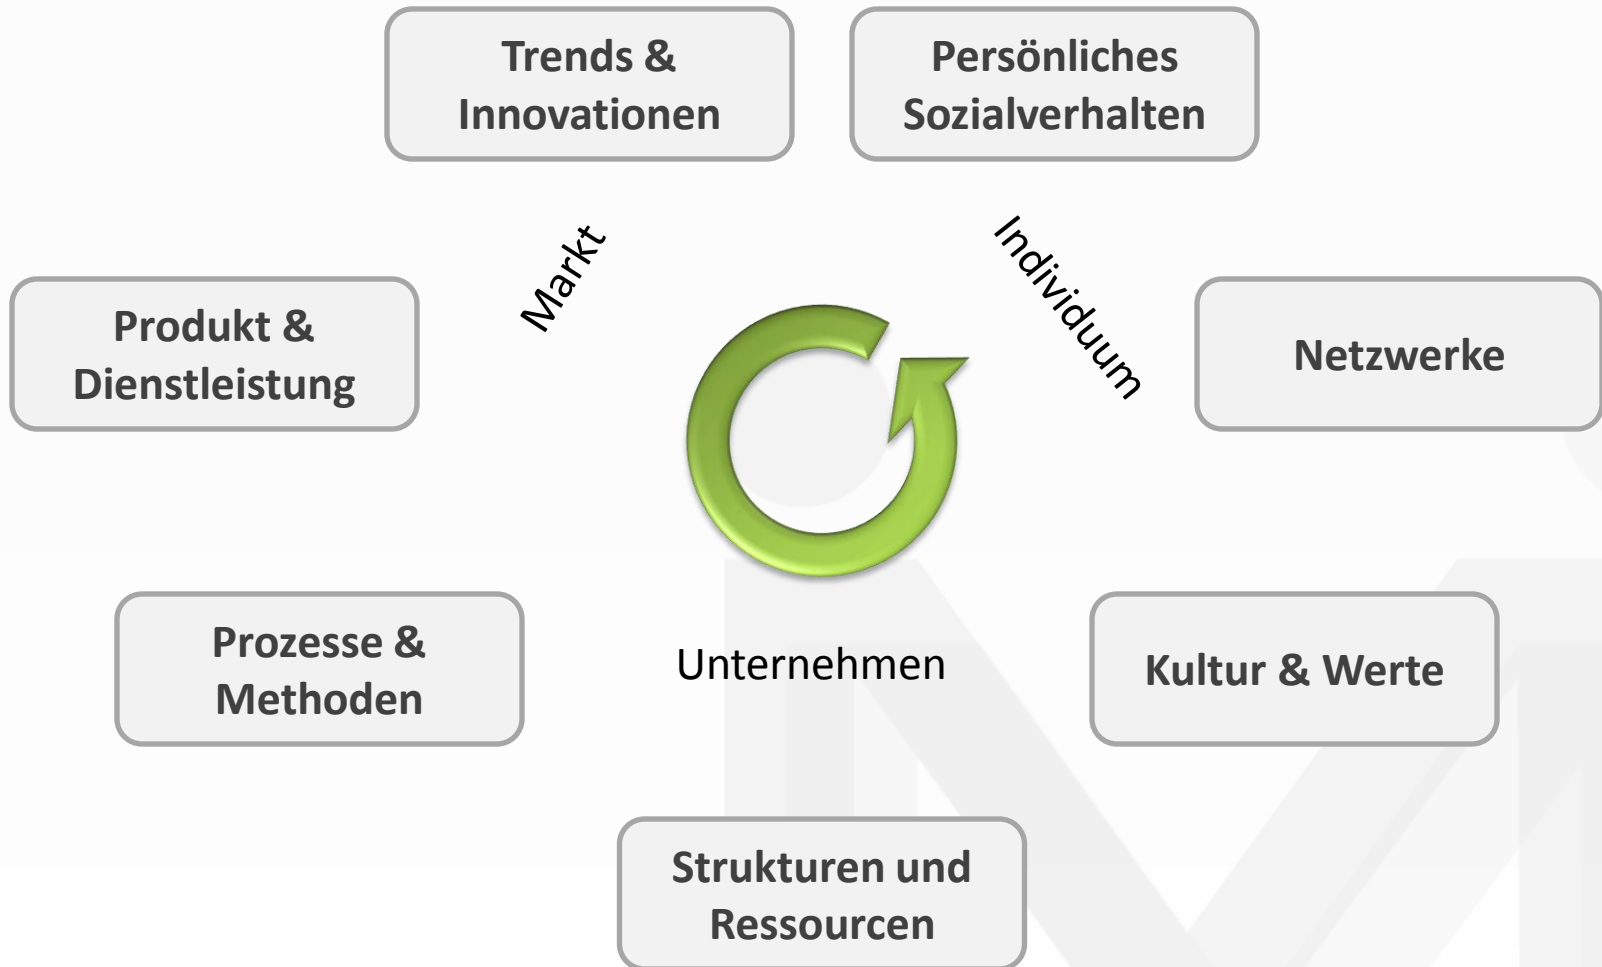 Trends &
Innovationen
Persönliches
Sozialverhalten
Markt
Individuum
Produkt &
Dienstleistung
Netzwerke
Prozesse &
Methoden
Unternehmen
Kultur & Werte
Strukturen und
Ressourcen